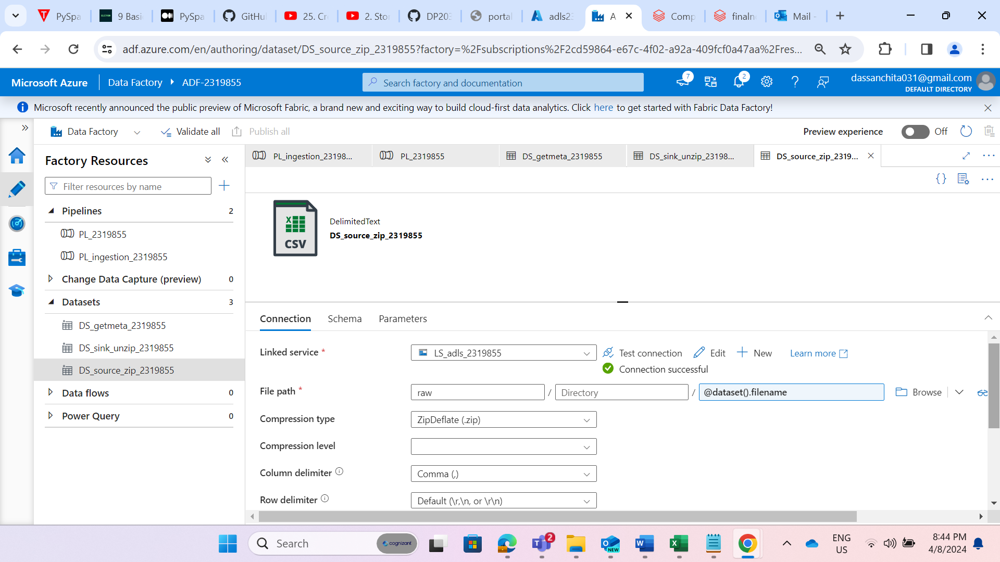 PySpa
9 Basi
PySpa
GitHu
25. Cr
2. Stor
DP203
portal
adls23
A
Comp
finaln
Mail -
adf.azure.com/en/authoring/dataset/DS_source_zip_2319855?factory=%2Fsubscriptions%2F2cd59864-e67c-4f02-a92a-409fcf0a47aa%2Fres...
Microsoft Azure
Data Factory
ADF-2319855
Search factory and documentation
7
2
dassanchita031@gmail.com
DEFAULT DIRECTORY
Microsoft recently announced the public preview of Microsoft Fabric, a brand new and exciting way to build cloud-first data analytics. Click here to get started with Fabric Data Factory!
Data Factory
Validate all
Publish all
Preview experience
Off
Factory Resources
PL_ingestion_23198...
PL_2319855
DS_getmeta_2319855
DS_sink_unzip_23198...
DS_source_zip_2319...
Filter resources by name
Pipelines 2
PL_2319855
PL_ingestion_2319855
Change Data Capture (preview) 0
Datasets 3
DS_getmeta_2319855
DS_sink_unzip_2319855
DS_source_zip_2319855
Data flows 0
Power Query 0
CSV
DelimitedText
DS_source_zip_2319855
Connection
Schema
Parameters
Linked service *
LS_adls_2319855
Test connection
Edit
New
Learn more
Connection successful
File path *
raw / Directory / @dataset().filename
Browse
Compression type
ZipDeflate (.zip)
Compression level
Column delimiter
Comma (,)
Row delimiter
Default (\r,\n, or \r\n)
Search
cognizant
2
NEW
ENG
US
8:44 PM
4/8/2024